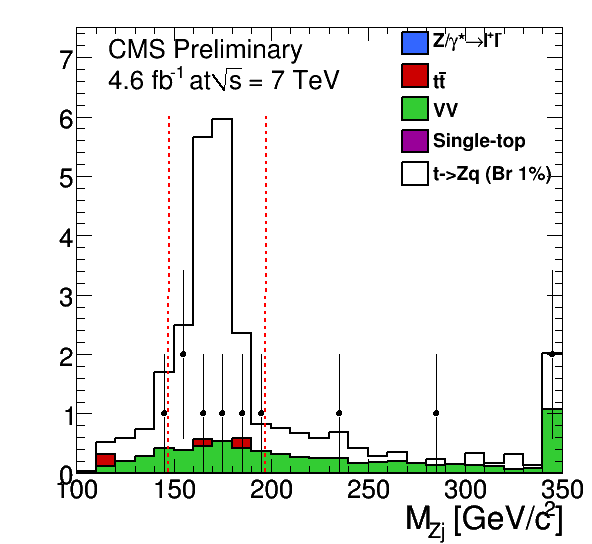 CMS Preliminary
4.6 fb⁻¹ at √s = 7 TeV
Z/γ*→l⁺l⁻
tt̄
VV
Single-top
t->Zq (Br 1%)
7
6
5
4
3
2
1
0
100 150 200 250 300 350
M_Zj [GeV/c²]